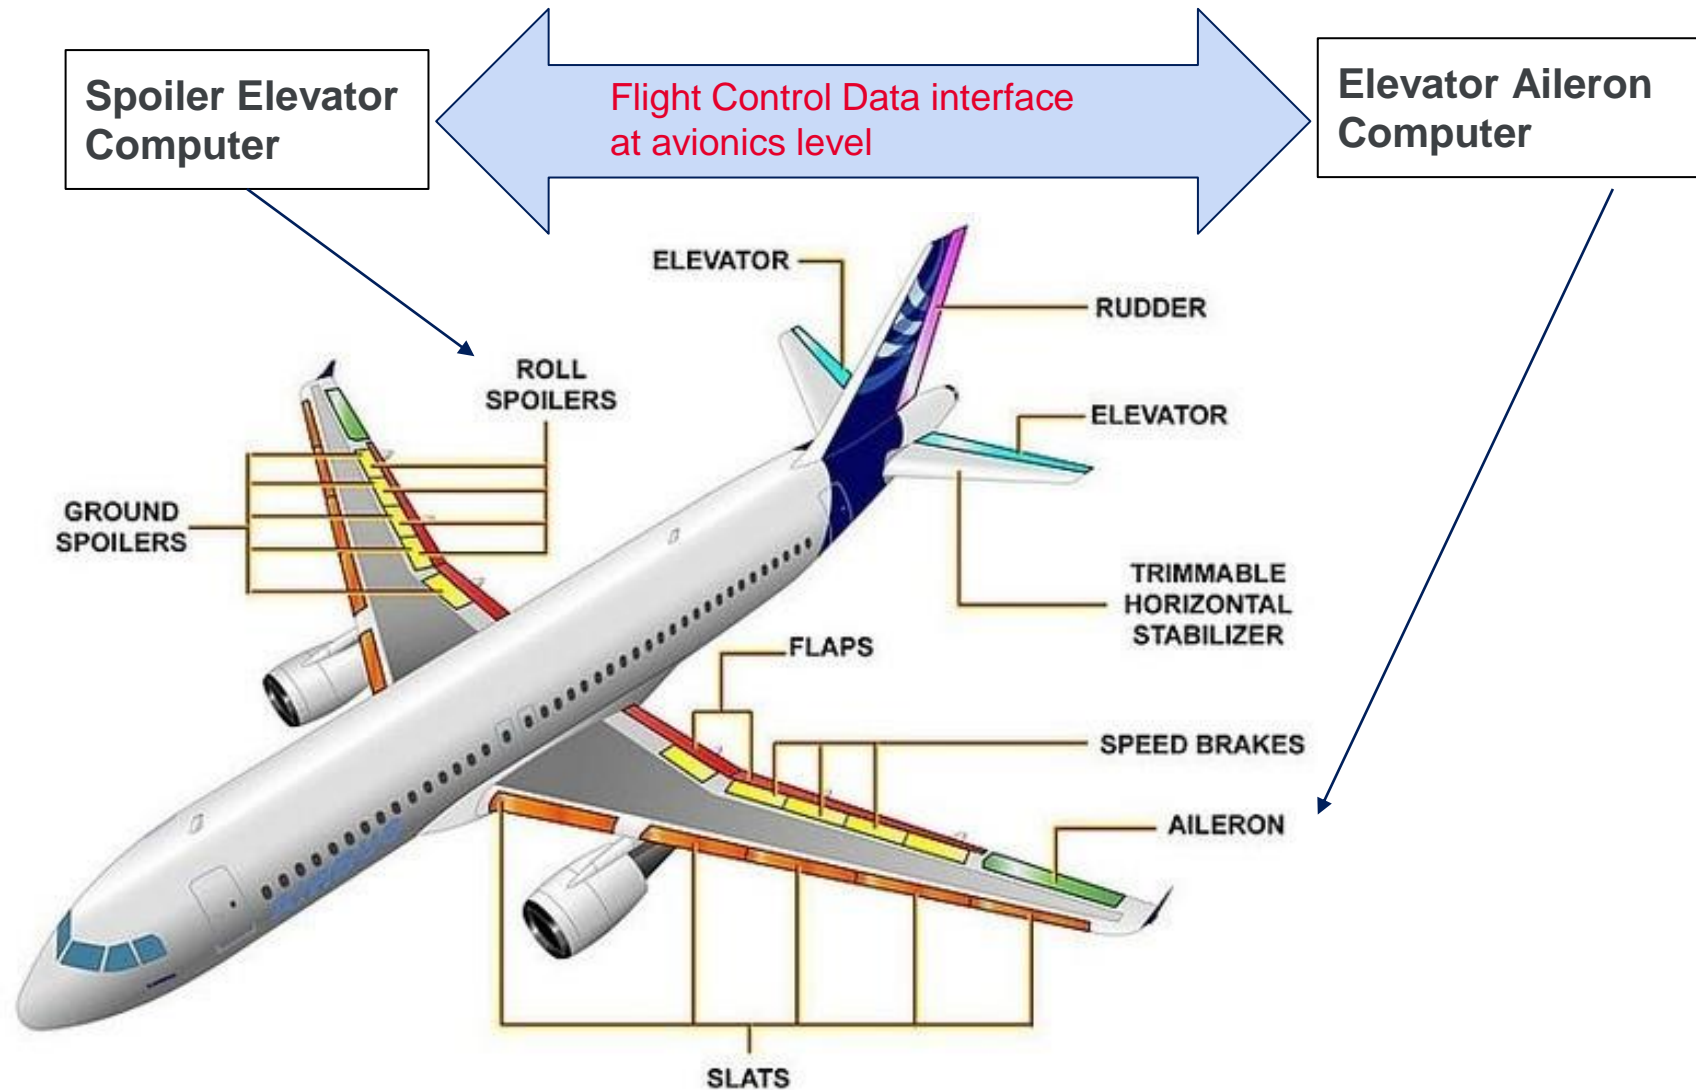 Spoiler Elevator
Computer
Flight Control Data interface
at avionics level
Elevator Aileron
Computer
ELEVATOR
RUDDER
ROLL
SPOILERS
ELEVATOR
GROUND
SPOILERS
TRIMMABLE
HORIZONTAL
STABILIZER
FLAPS
SPEED BRAKES
AILERON
SLATS